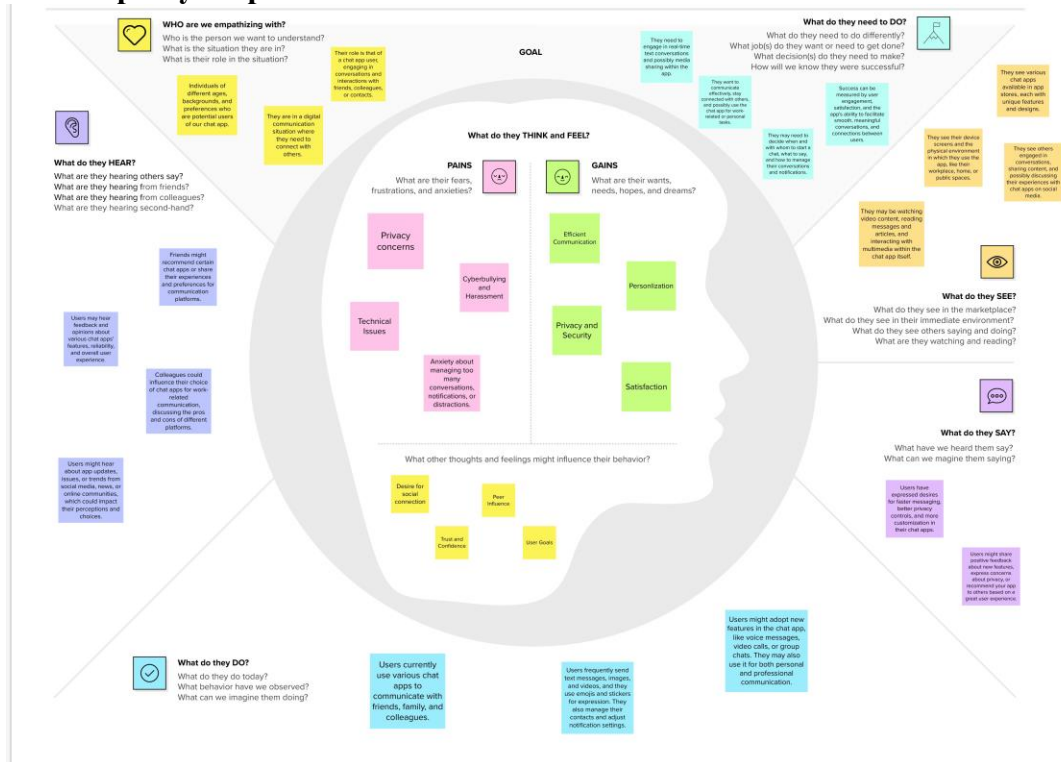 WHO are we empathizing with?
Who is the person we want to understand?
What is the situation they are in?
What is their role in the situation?
Individuals of
different ages,
backgrounds, and
preferences who
are potential users
of our chat app.
They are in a digital
communication
situation where
they need to
connect with
others.
Their role is that of
a chat app user,
engaging in
conversations and
interactions with
friends, colleagues,
or contacts.
GOAL
They need to
engage in real-time
text conversations
and possibly media
sharing within the
app.
They want to
communicate
effectively, stay
connected with others,
and possibly use the
chat app for work-
related or personal
tasks.
They may need to
decide when and
with whom to start a
chat, what to say,
and how to manage
their conversations
and notifications.
Success can be
measured by user
engagement,
satisfaction, and the
app's ability to facilitate
smooth, meaningful
conversations, and
connections between
users.
What do they need to DO?
What do they need to do differently?
What job(s) do they want or need to get done?
What decision(s) do they need to make?
How will we know they were successful?
They see various
chat apps
available in app
stores, each with
unique features
and designs.
They see their device
screens and the
physical environment
in which they use the
app, like their
workplace, home, or
public spaces.
They see others
engaged in
conversations,
sharing content, and
possibly discussing
their experiences with
chat apps on social
media.
They may be watching
video content, reading
messages and
articles, and
interacting with
multimedia within the
chat app itself.
What do they SEE?
What do they see in the marketplace?
What do they see in their immediate environment?
What do they see others saying and doing?
What are they watching and reading?
What do they HEAR?
What are they hearing others say?
What are they hearing from friends?
What are they hearing from colleagues?
What are they hearing second-hand?
Friends might
recommend certain
chat apps or share
their experiences
and preferences for
communication
platforms.
Users may hear
feedback and
opinions about
various chat apps'
features, reliability,
and overall user
experience.
Colleagues could
influence their choice
of chat apps for work-
related
communication,
discussing the pros
and cons of different
platforms.
Users might hear
about app updates,
issues, or trends from
social media, news, or
online communities,
which could impact
their perceptions and
choices.
What do they THINK and FEEL?
PAINS
What are their fears,
frustrations, and anxieties?
Privacy
concerns
Cyberbullying
and
Harassment
Technical
Issues
Anxiety about
managing too
many
conversations,
notifications, or
distractions.
GAINS
What are their wants,
needs, hopes, and dreams?
Efficient
Communication
Personlization
Privacy and
Security
Satisfaction
What other thoughts and feelings might influence their behavior?
Desire for
social
connection
Peer
Influence
Trust and
Confidence
User Goals
What do they SAY?
What have we heard them say?
What can we magine them saying?
Users have
expressed desires
for faster messaging,
better privacy
controls, and more
customization in
their chat apps.
Users might share
positive feedback
about new features,
express concerns
about privacy, or
recommend your app
to others based on a
great user experience.
What do they DO?
What do they do today?
What behavior have we observed?
What can we imagine them doing?
Users currently
use various chat
apps to
communicate with
friends, family, and
colleagues.
Users frequently send
text messages, images,
and videos, and they
use emojis and stickers
for expression. They
also manage their
contacts and adjust
notification settings.
Users might adopt new
features in the chat app,
like voice messages,
video calls, or group
chats. They may also
use it for both personal
and professional
communication.